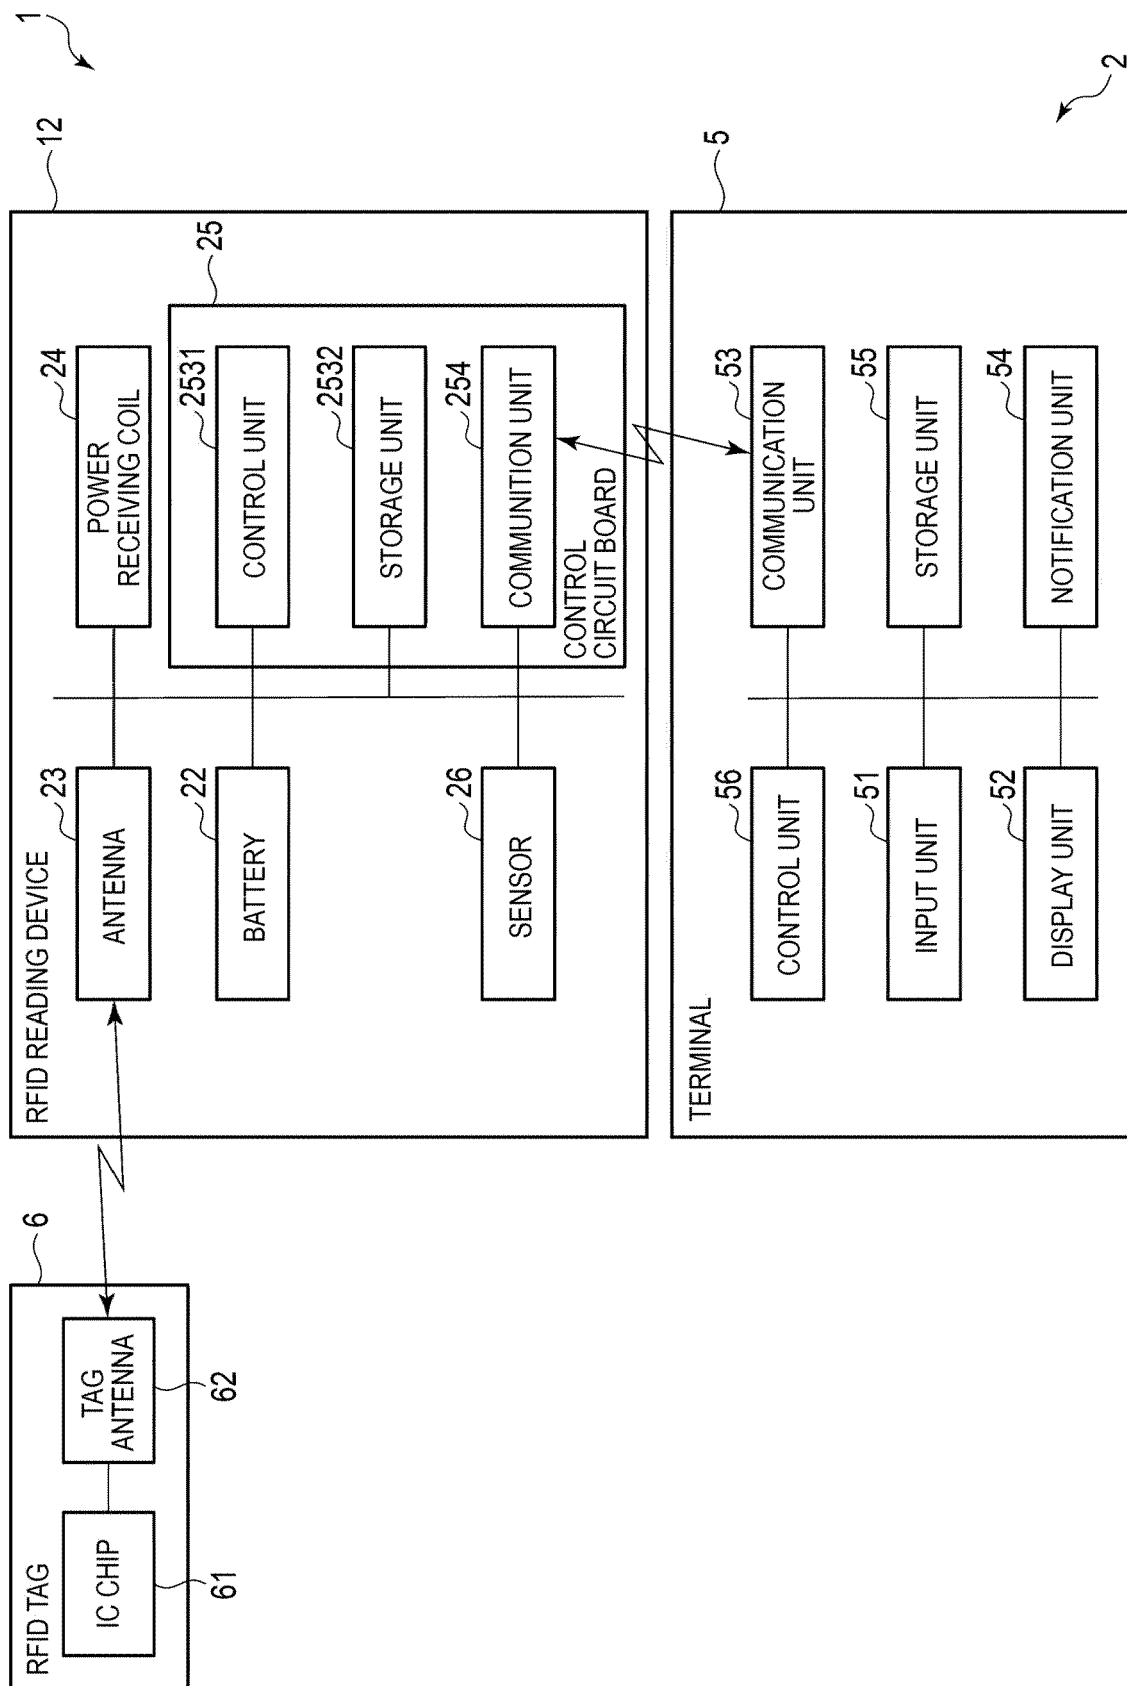 1
RFID TAG
6
IC CHIP
61
TAG
ANTENNA
62
RFID READING DEVICE
12
ANTENNA
23
POWER
RECEIVING COIL
24
BATTERY
22
25
CONTROL UNIT
2531
STORAGE UNIT
2532
SENSOR
26
COMMUNITION UNIT
254
CONTROL
CIRCUIT BOARD
TERMINAL
5
CONTROL UNIT
56
COMMUNICATION
UNIT
53
INPUT UNIT
51
STORAGE UNIT
55
DISPLAY UNIT
52
NOTIFICATION UNIT
54
2